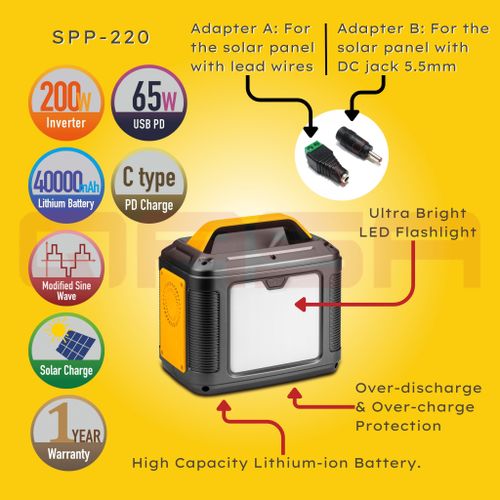 SPP-220
Adapter A: For
the solar panel
with lead wires
Adapter B: For the
solar panel with
DC jack 5.5mm
200W
Inverter
65W
USB PD
40000mAh
Lithium Battery
C type
PD Charge
Modified Sine
Wave
Solar Charge
1 YEAR
Warranty
Ultra Bright
LED Flashlight
Over-discharge
& Over-charge
Protection
High Capacity Lithium-ion Battery.